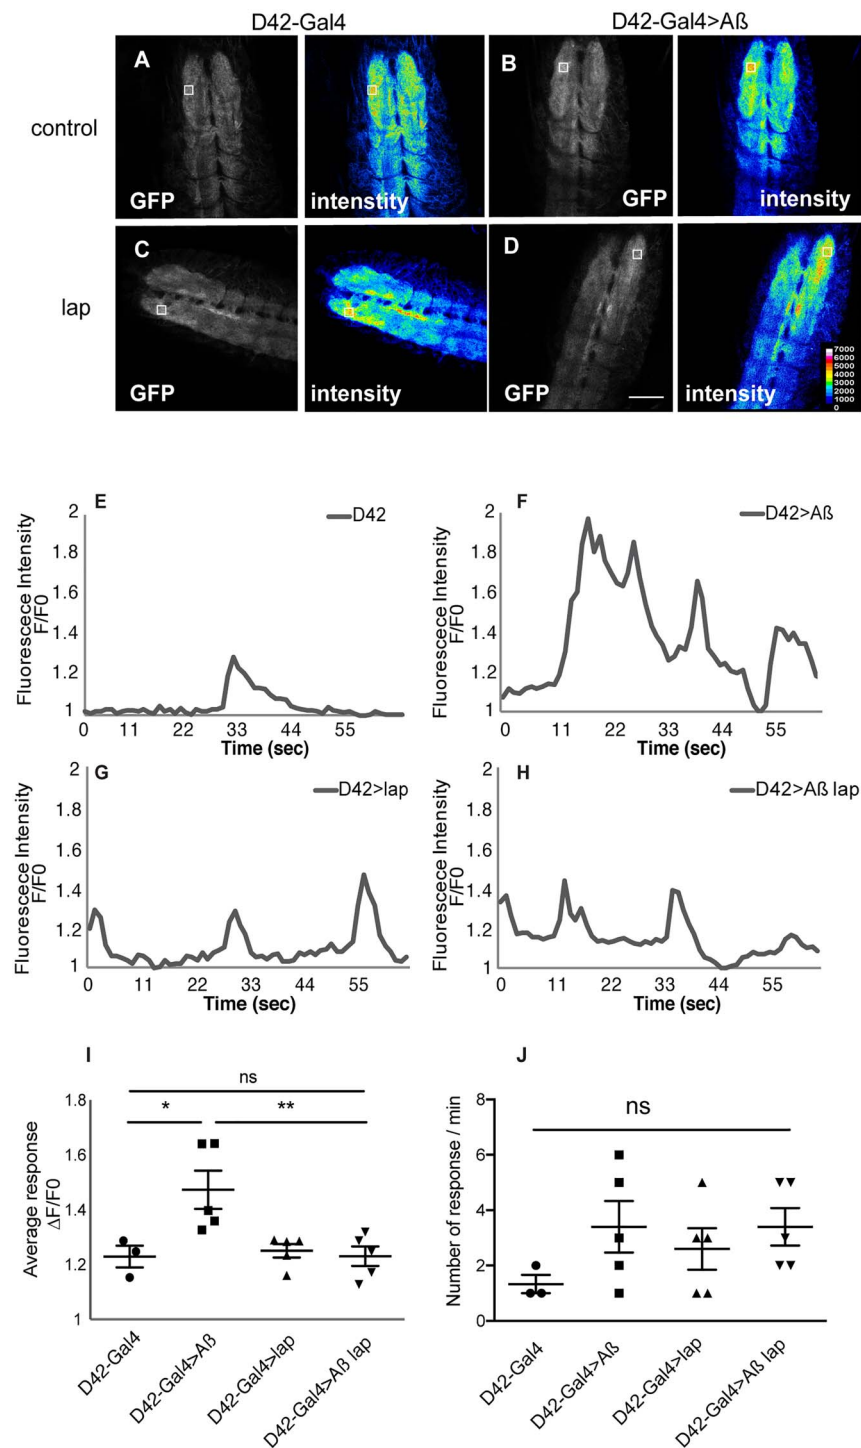 D42-Gal4 D42-Gal4>Aß
control
A B
GFP intenstity GFP intensity
lap
C D
GFP intensity GFP intensity
7000
6000
5000
4000
3000
2000
1000
0
E
D42
Fluorescece Intensity
F/F0
2
1.8
1.6
1.4
1.2
1
0 11 22 33 44 55
Time (sec)
F
D42>Aß
Fluorescece Intensity
F/F0
2
1.8
1.6
1.4
1.2
1
0 11 22 33 44 55
Time (sec)
G
D42>lap
Fluorescece Intensity
F/F0
2
1.8
1.6
1.4
1.2
1
0 11 22 33 44 55
Time (sec)
H
D42>Aß lap
Fluorescece Intensity
F/F0
2
1.8
1.6
1.4
1.2
1
0 11 22 33 44 55
Time (sec)
I
ns
* **
Average response
ΔF/F0
1.8
1.6
1.4
1.2
1
D42-Gal4
D42-Gal4>Aß
D42-Gal4>lap
D42-Gal4>Aß lap
J
ns
Number of response / min
8
6
4
2
0
D42-Gal4
D42-Gal4>Aß
D42-Gal4>lap
D42-Gal4>Aß lap